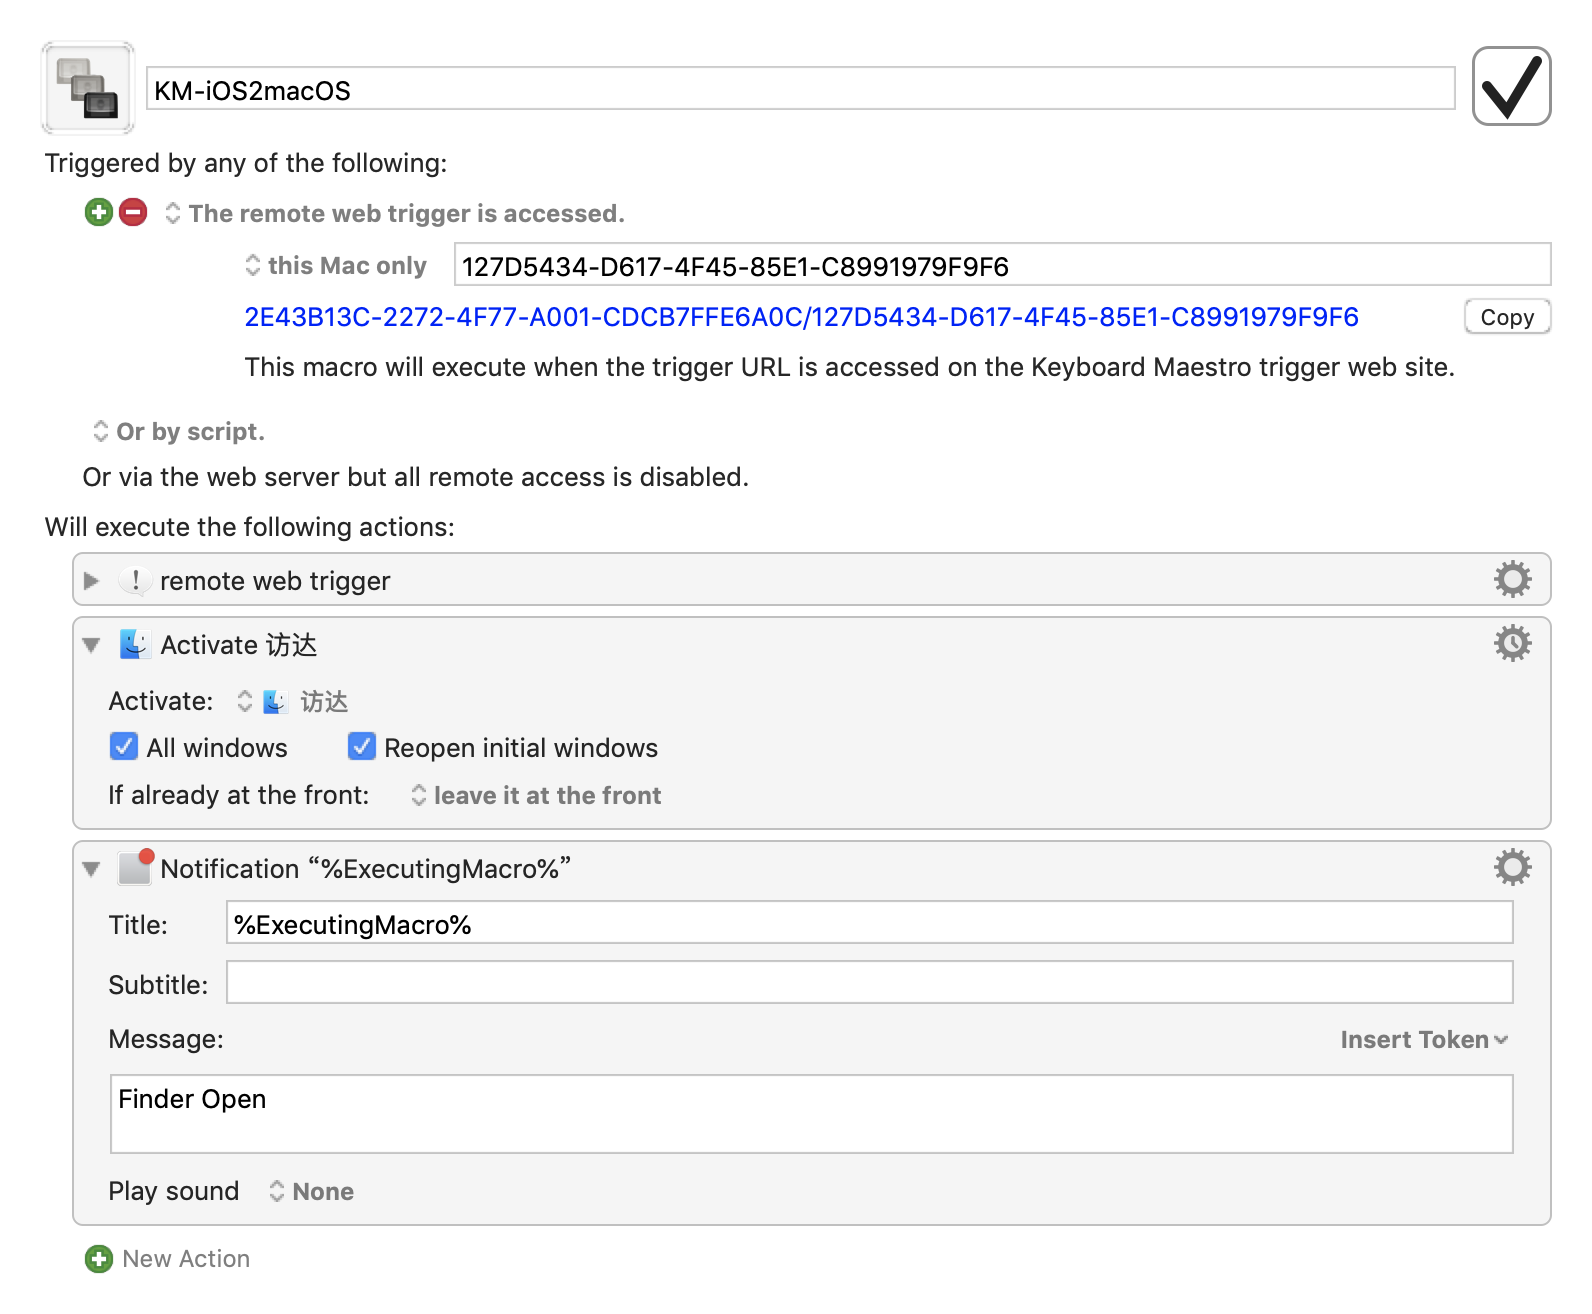 KM-iOS2macOS
Triggered by any of the following:
The remote web trigger is accessed.
this Mac only 127D5434-D617-4F45-85E1-C8991979F9F6
2E43B13C-2272-4F77-A001-CDCB7FFE6A0C/127D5434-D617-4F45-85E1-C8991979F9F6 Copy
This macro will execute when the trigger URL is accessed on the Keyboard Maestro trigger web site.
Or by script.
Or via the web server but all remote access is disabled.
Will execute the following actions:
remote web trigger
Activate 访达
Activate: 访达
All windows Reopen initial windows
If already at the front: leave it at the front
Notification “%ExecutingMacro%”
Title: %ExecutingMacro%
Subtitle:
Message: Insert Token
Finder Open
Play sound None
New Action